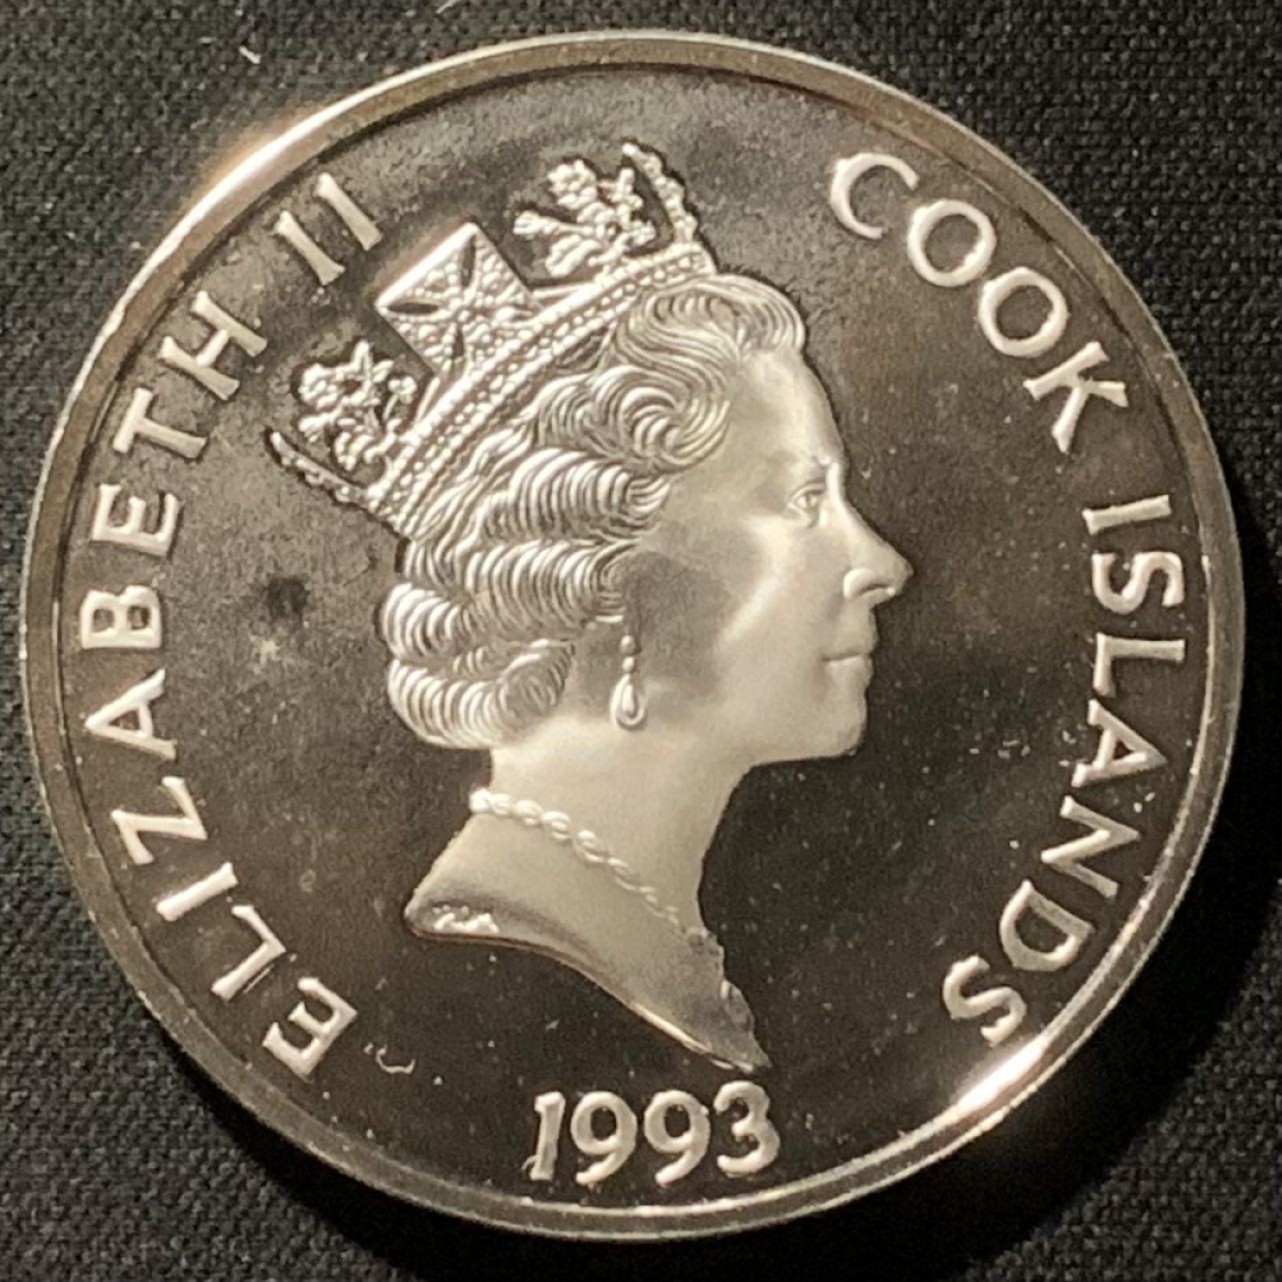 ELIZABETH II
COOK ISLANDS
1993